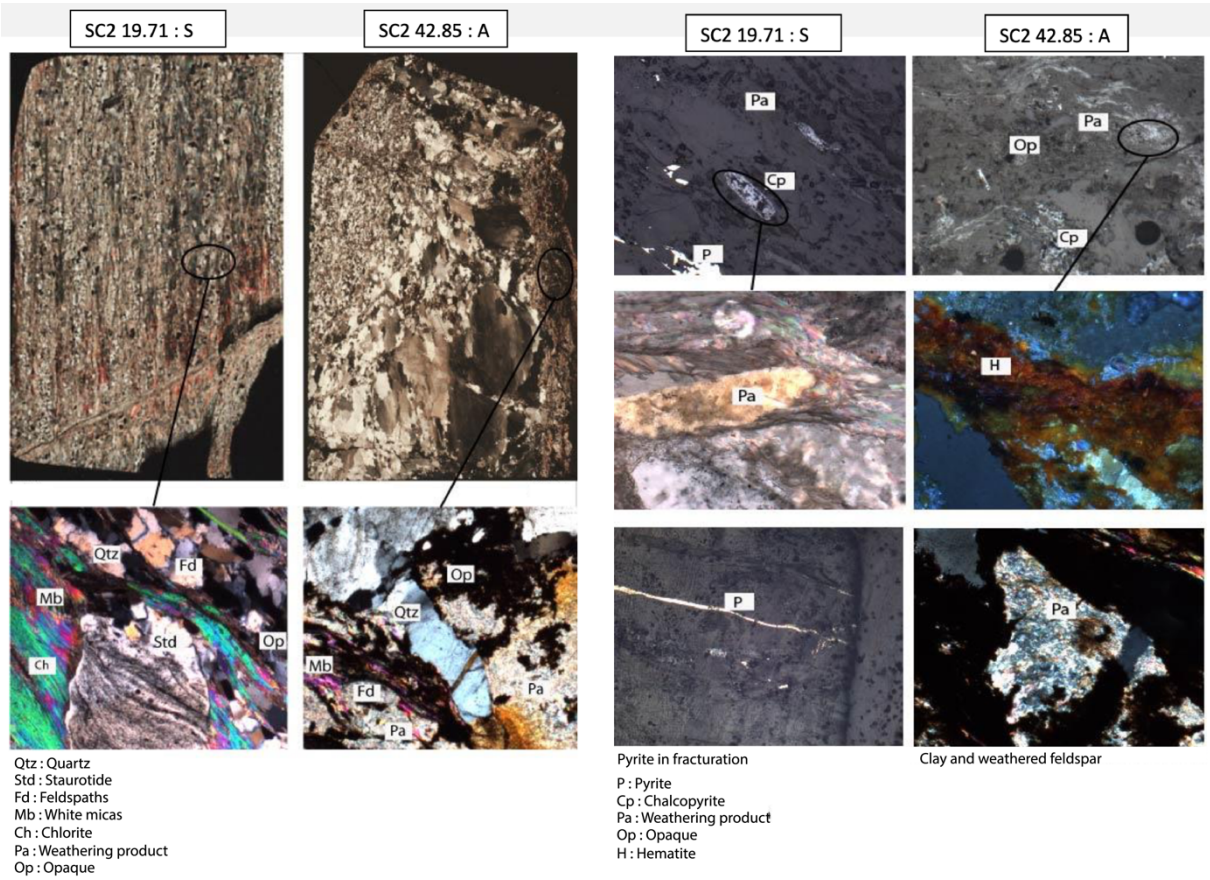 SC2 19.71 : S
SC2 42.85 : A
Qtz
Fd
Mb
Std
Op
Ch
Op
Qtz
Mb
Fd
Pa
Pa
Qtz : Quartz
Std : Staurotide
Fd : Feldspaths
Mb : White micas
Ch : Chlorite
Pa : Weathering product
Op : Opaque
SC2 19.71 : S
SC2 42.85 : A
Pa
Cp
P
Pa
Op
Cp
Pa
H
P
Pa
Pyrite in fracturation
Clay and weathered feldspar
P : Pyrite
Cp : Chalcopyrite
Pa : Weathering product
Op : Opaque
H : Hematite